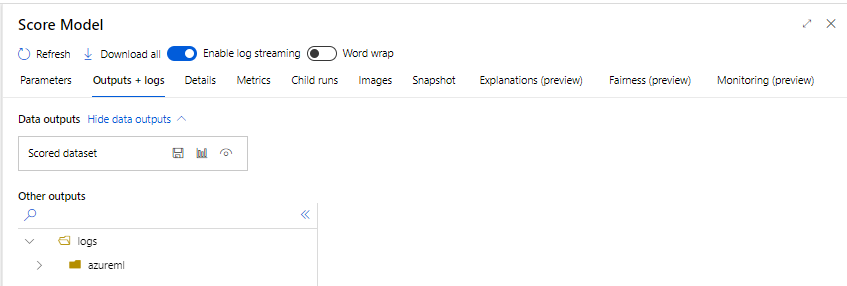 Score Model
Refresh Download all Enable log streaming Word wrap
Parameters Outputs + logs Details Metrics Child runs Images Snapshot Explanations (preview) Fairness (preview) Monitoring (preview)
Data outputs Hide data outputs
Scored dataset
Other outputs
logs
azureml